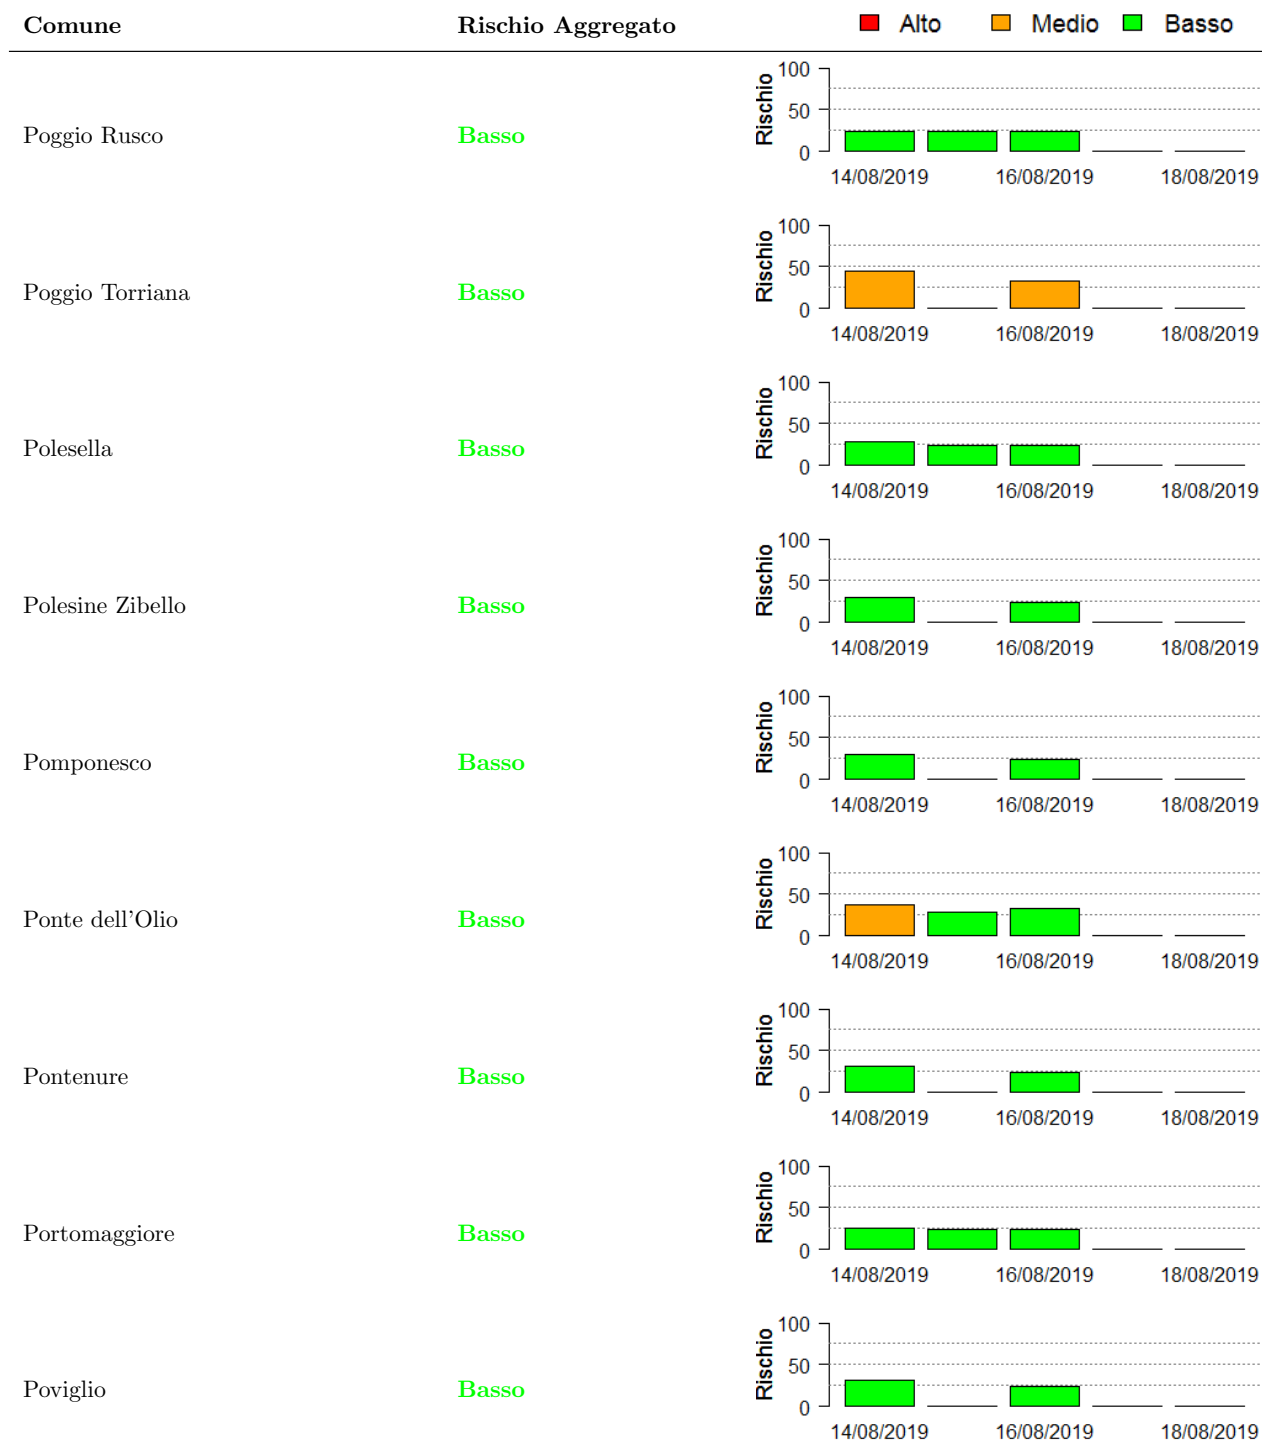 Comune Rischio Aggregato Alto Medio Basso
100
50
0
Rischio
Poggio Rusco Basso
14/08/2019 16/08/2019 18/08/2019
100
50
0
Rischio
Poggio Torriana Basso
14/08/2019 16/08/2019 18/08/2019
100
50
0
Rischio
Polesella Basso
14/08/2019 16/08/2019 18/08/2019
100
50
0
Rischio
Polesine Zibello Basso
14/08/2019 16/08/2019 18/08/2019
100
50
0
Rischio
Pomponesco Basso
14/08/2019 16/08/2019 18/08/2019
100
50
0
Rischio
Ponte dell'Olio Basso
14/08/2019 16/08/2019 18/08/2019
100
50
0
Rischio
Pontenure Basso
14/08/2019 16/08/2019 18/08/2019
100
50
0
Rischio
Portomaggiore Basso
14/08/2019 16/08/2019 18/08/2019
100
50
0
Rischio
Poviglio Basso
14/08/2019 16/08/2019 18/08/2019